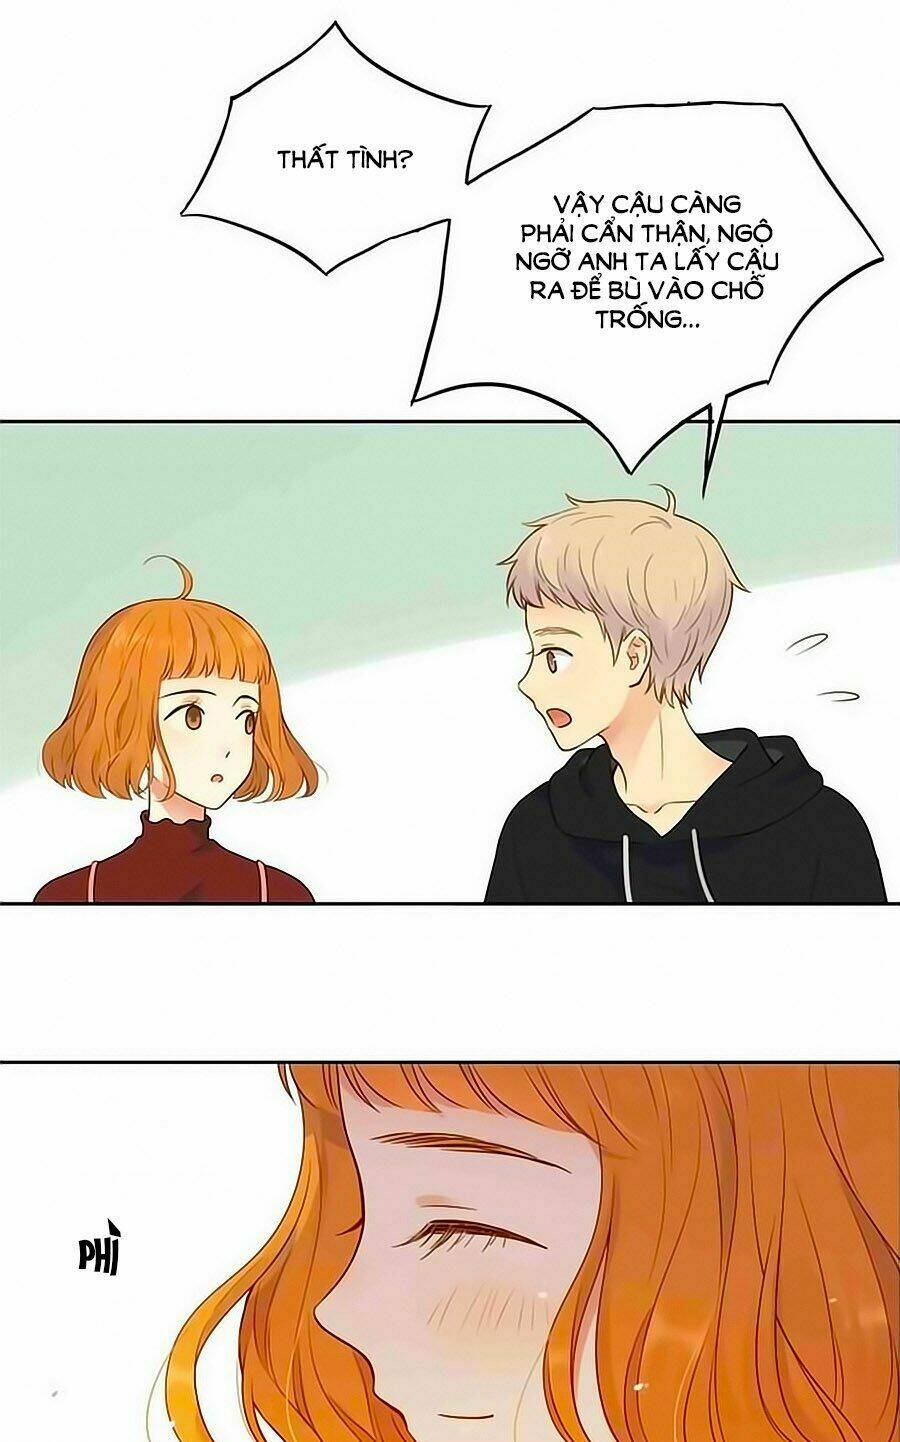 THẤT TÌNH?
VẬY CẬU CÀNG
PHẢI CẨN THẬN, NGỘ
NGỠ ANH TA LẤY CẬU
RA ĐỂ BÙ VÀO CHỖ
TRỐNG...
PHÌ